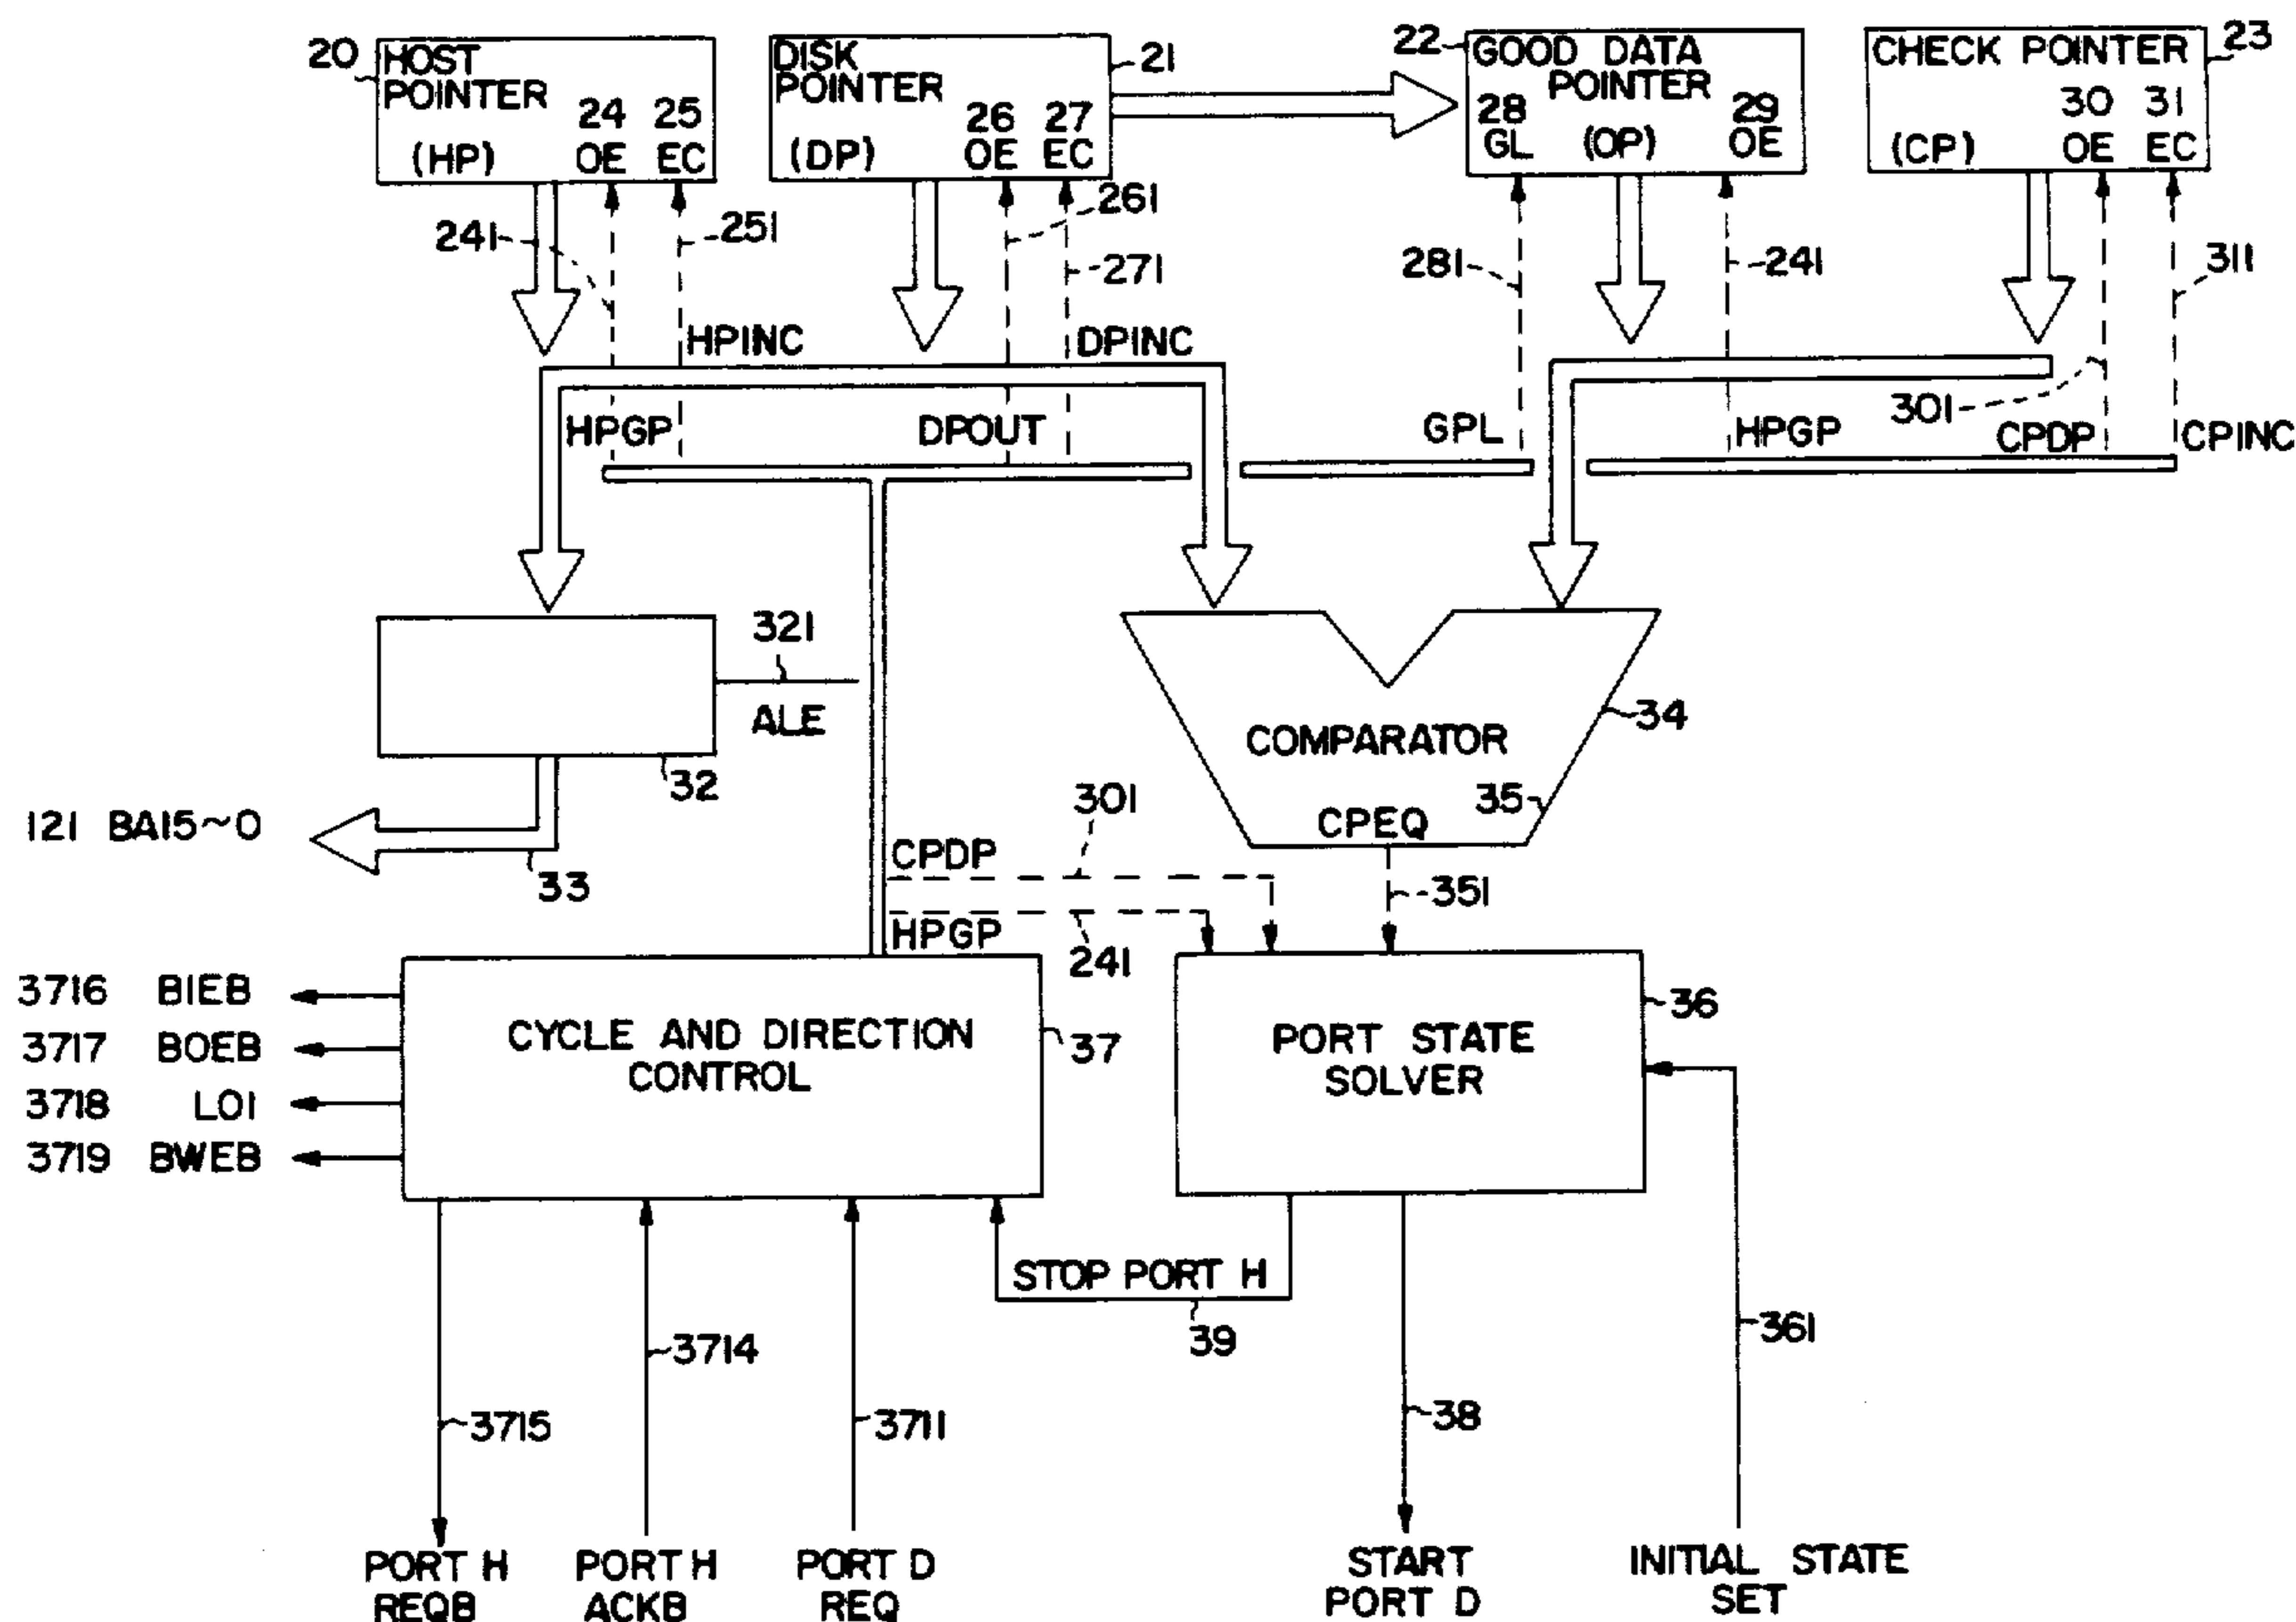 20 HOST POINTER
24 25
(HP) OE EC
DISK POINTER 21
26 27
(DP) OE EC
22 GOOD DATA POINTER
28 29
GL (OP) OE
CHECK POINTER 23
30 31
(CP) OE EC
241 251 261 271 281 241 311
HPINC DPINC
301
HPGP DPOUT GPL HPGP CPDP CPINC
321
ALE
32
COMPARATOR 34
35
CPEQ
121 BA15~0
33
301
CPDP
351
HPGP
241
3716 BIEB
3717 BOEB
3718 LOI
3719 BWEB
CYCLE AND DIRECTION
CONTROL
37
PORT STATE
SOLVER
36
STOP PORT H
39
3714
361
3715
3711
38
PORT H
REQB
PORT H
ACKB
PORT D
REQ
START
PORT D
INITIAL STATE
SET